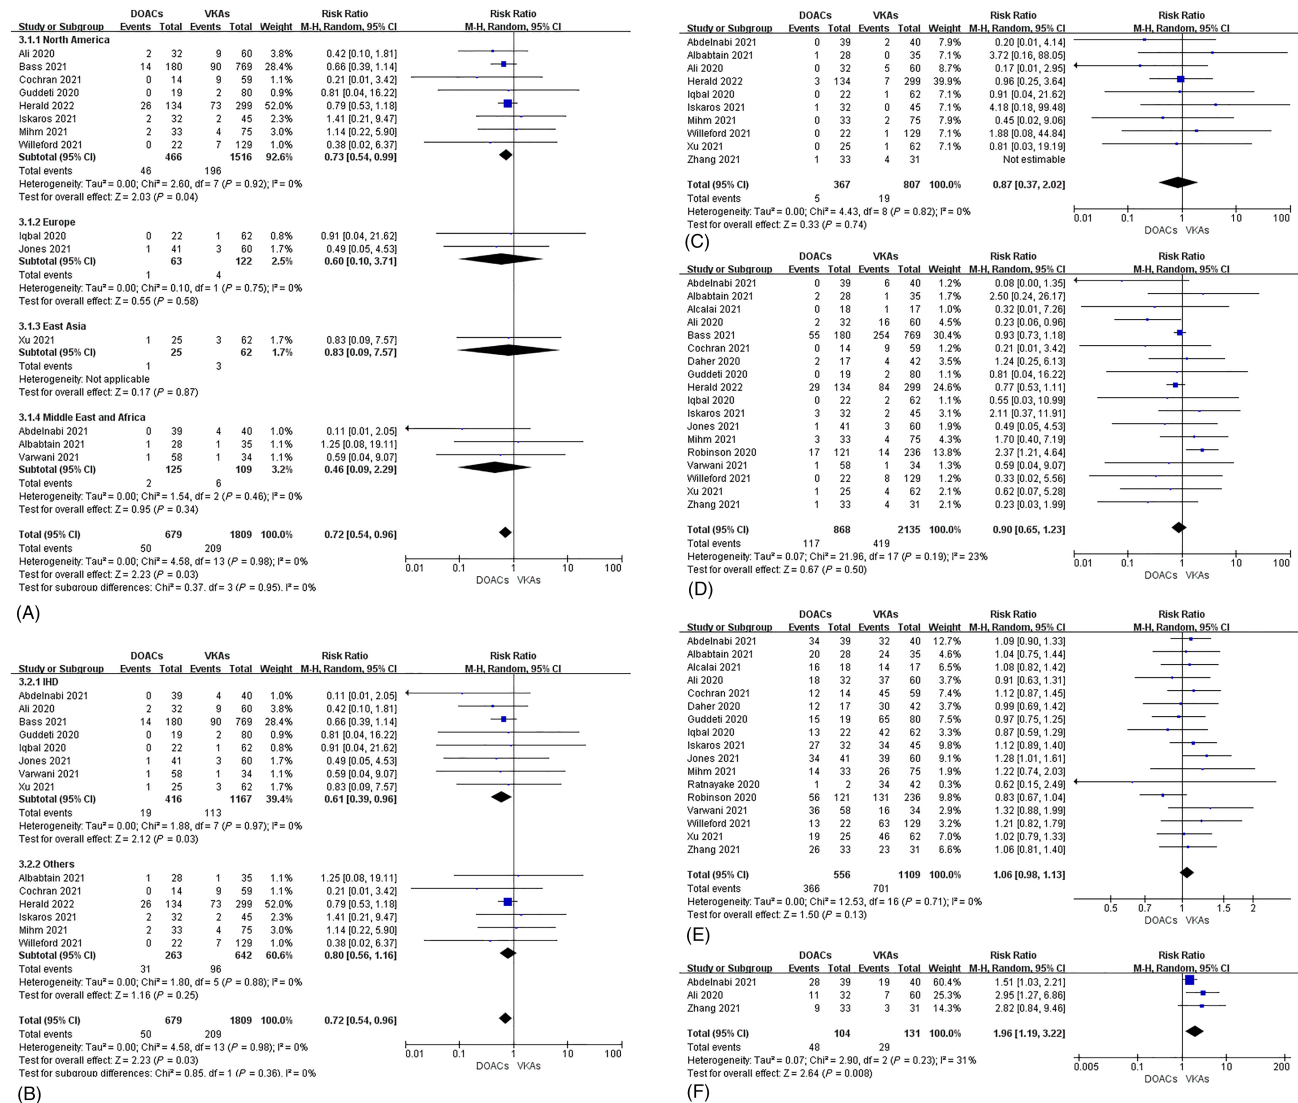 DOACs VKAs Risk Ratio Risk Ratio
Study or Subgroup Events Total Events Total Weight M-H, Random, 95% CI M-H, Random, 95% CI
3.1.1 North America
Ali 2020 2 32 9 60 3.8% 0.42 [0.10, 1.81]
Bass 2021 14 180 90 769 28.4% 0.66 [0.39, 1.14]
Cochran 2021 0 14 9 59 1.1% 0.21 [0.01, 3.42]
Guddeti 2020 0 19 2 80 0.9% 0.81 [0.04, 16.22]
Herald 2022 26 134 73 299 52.0% 0.79 [0.53, 1.18]
Iskaros 2021 2 32 2 45 2.2% 1.41 [0.21, 9.47]
Mihm 2021 2 33 4 75 3.0% 1.14 [0.22, 5.90]
Willeford 2021 0 22 7 129 1.1% 0.38 [0.02, 6.37]
Subtotal (95% CI) 466 1516 92.6% 0.73 [0.54, 0.99]
Total events 46 196
Heterogeneity: Tau² = 0.00; Chi² = 2.60, df = 7 (P = 0.92); I² = 0%
Test for overall effect: Z = 2.03 (P = 0.04)
3.1.2 Europe
Iqbal 2020 0 22 1 62 0.8% 0.91 [0.04, 21.62]
Jones 2021 1 41 3 60 1.7% 0.49 [0.05, 4.53]
Subtotal (95% CI) 63 122 2.5% 0.60 [0.10, 3.71]
Total events 1 4
Heterogeneity: Tau² = 0.00; Chi² = 0.10, df = 1 (P = 0.75); I² = 0%
Test for overall effect: Z = 0.55 (P = 0.58)
3.1.3 East Asia
Xu 2021 1 25 3 62 1.7% 0.83 [0.09, 7.57]
Subtotal (95% CI) 25 62 1.7% 0.83 [0.09, 7.57]
Total events 1 3
Heterogeneity: Not applicable
Test for overall effect: Z = 0.17 (P = 0.87)
3.1.4 Middle East and Africa
Abdelnabi 2021 0 39 4 40 1.0% 0.11 [0.01, 2.05]
Albabtain 2021 1 28 1 35 1.1% 1.25 [0.08, 19.11]
Varwani 2021 1 58 1 34 1.1% 0.59 [0.04, 9.07]
Subtotal (95% CI) 125 109 3.2% 0.46 [0.09, 2.29]
Total events 2 6
Heterogeneity: Tau² = 0.00; Chi² = 1.54, df = 2 (P = 0.46); I² = 0%
Test for overall effect: Z = 0.95 (P = 0.34)
Total (95% CI) 679 1809 100.0% 0.72 [0.54, 0.96]
Total events 50 209
Heterogeneity: Tau² = 0.00; Chi² = 4.58, df = 13 (P = 0.98); I² = 0%
Test for overall effect: Z = 2.23 (P = 0.03)
Test for subgroup differences: Chi² = 0.37, df = 3 (P = 0.95), I² = 0%
0.01 0.1 1 10 100
DOACs VKAs
(A)
DOACs VKAs Risk Ratio Risk Ratio
Study or Subgroup Events Total Events Total Weight M-H, Random, 95% CI M-H, Random, 95% CI
3.2.1 IHD
Abdelnabi 2021 0 39 4 40 1.0% 0.11 [0.01, 2.05]
Ali 2020 2 32 9 60 3.8% 0.42 [0.10, 1.81]
Bass 2021 14 180 90 769 28.4% 0.66 [0.39, 1.14]
Guddeti 2020 0 19 2 80 0.9% 0.81 [0.04, 16.22]
Iqbal 2020 0 22 1 62 0.8% 0.91 [0.04, 21.62]
Jones 2021 1 41 3 60 1.7% 0.49 [0.05, 4.53]
Varwani 2021 1 58 1 34 1.1% 0.59 [0.04, 9.07]
Xu 2021 1 25 3 62 1.7% 0.83 [0.09, 7.57]
Subtotal (95% CI) 416 1167 39.4% 0.61 [0.39, 0.96]
Total events 19 113
Heterogeneity: Tau² = 0.00; Chi² = 1.88, df = 7 (P = 0.97); I² = 0%
Test for overall effect: Z = 2.12 (P = 0.03)
3.2.2 Others
Albabtain 2021 1 28 1 35 1.1% 1.25 [0.08, 19.11]
Cochran 2021 0 14 9 59 1.1% 0.21 [0.01, 3.42]
Herald 2022 26 134 73 299 52.0% 0.79 [0.53, 1.18]
Iskaros 2021 2 32 2 45 2.2% 1.41 [0.21, 9.47]
Mihm 2021 2 33 4 75 3.0% 1.14 [0.22, 5.90]
Willeford 2021 0 22 7 129 1.1% 0.38 [0.02, 6.37]
Subtotal (95% CI) 263 642 60.6% 0.80 [0.56, 1.16]
Total events 31 96
Heterogeneity: Tau² = 0.00; Chi² = 1.80, df = 5 (P = 0.88); I² = 0%
Test for overall effect: Z = 1.16 (P = 0.25)
Total (95% CI) 679 1809 100.0% 0.72 [0.54, 0.96]
Total events 50 209
Heterogeneity: Tau² = 0.00; Chi² = 4.58, df = 13 (P = 0.98); I² = 0%
Test for overall effect: Z = 2.23 (P = 0.03)
Test for subgroup differences: Chi² = 0.85, df = 1 (P = 0.36), I² = 0%
0.01 0.1 1 10 100
DOACs VKAs
(B)
DOACs VKAs Risk Ratio Risk Ratio
Study or Subgroup Events Total Events Total Weight M-H, Random, 95% CI M-H, Random, 95% CI
Abdelnabi 2021 0 39 2 40 7.9% 0.20 [0.01, 4.14]
Albabtain 2021 1 28 0 35 7.2% 3.72 [0.16, 88.05]
Ali 2020 0 32 5 60 8.7% 0.17 [0.01, 2.95]
Herald 2022 3 134 7 299 39.9% 0.96 [0.25, 3.64]
Iqbal 2020 0 22 1 62 7.2% 0.91 [0.04, 21.62]
Iskaros 2021 1 32 0 45 7.1% 4.18 [0.18, 99.48]
Mihm 2021 0 33 2 75 7.8% 0.45 [0.02, 9.06]
Willeford 2021 0 22 1 129 7.1% 1.88 [0.08, 44.84]
Xu 2021 0 25 1 62 7.1% 0.81 [0.03, 19.19]
Zhang 2021 1 33 4 31 Not estimable
Total (95% CI) 367 807 100.0% 0.87 [0.37, 2.02]
Total events 5 19
Heterogeneity: Tau² = 0.00; Chi² = 4.43, df = 8 (P = 0.82); I² = 0%
Test for overall effect: Z = 0.33 (P = 0.74)
0.01 0.1 1 10 100
DOACs VKAs
(C)
DOACs VKAs Risk Ratio Risk Ratio
Study or Subgroup Events Total Events Total Weight M-H, Random, 95% CI M-H, Random, 95% CI
Abdelnabi 2021 0 39 6 40 1.2% 0.08 [0.00, 1.35]
Albabtain 2021 2 28 1 35 1.7% 2.50 [0.24, 26.17]
Alcalai 2021 0 18 1 17 1.0% 0.32 [0.01, 7.26]
Ali 2020 2 32 16 60 4.5% 0.23 [0.06, 0.96]
Bass 2021 55 180 254 769 30.4% 0.93 [0.73, 1.18]
Cochran 2021 0 14 9 59 1.2% 0.21 [0.01, 3.42]
Daher 2020 2 17 4 42 3.7% 1.24 [0.25, 6.13]
Guddeti 2020 0 19 2 80 1.1% 0.81 [0.04, 16.22]
Herald 2022 29 134 84 299 24.6% 0.77 [0.53, 1.11]
Iqbal 2020 0 22 2 62 1.1% 0.55 [0.03, 10.99]
Iskaros 2021 3 32 2 45 3.1% 2.11 [0.37, 11.91]
Jones 2021 1 41 3 60 1.9% 0.49 [0.05, 4.53]
Mihm 2021 3 33 4 75 4.3% 1.70 [0.40, 7.19]
Robinson 2020 17 121 14 236 13.8% 2.37 [1.21, 4.64]
Varwani 2021 1 58 1 34 1.3% 0.59 [0.04, 9.07]
Willeford 2021 0 22 8 129 1.2% 0.33 [0.02, 5.56]
Xu 2021 1 25 4 62 2.1% 0.62 [0.07, 5.28]
Zhang 2021 1 33 4 31 2.1% 0.23 [0.03, 1.99]
Total (95% CI) 868 2135 100.0% 0.90 [0.65, 1.23]
Total events 117 419
Heterogeneity: Tau² = 0.07; Chi² = 21.96, df = 17 (P = 0.19); I² = 23%
Test for overall effect: Z = 0.67 (P = 0.50)
0.01 0.1 1 10 100
DOACs VKAs
(D)
DOACs VKAs Risk Ratio Risk Ratio
Study or Subgroup Events Total Events Total Weight M-H, Random, 95% CI M-H, Random, 95% CI
Abdelnabi 2021 34 39 32 40 12.7% 1.09 [0.90, 1.33]
Albabtain 2021 20 28 24 35 5.3% 1.04 [0.75, 1.44]
Alcalai 2021 16 18 14 17 6.5% 1.08 [0.82, 1.42]
Ali 2020 18 32 37 60 4.2% 0.91 [0.63, 1.31]
Cochran 2021 12 14 45 59 7.2% 1.12 [0.87, 1.45]
Daher 2020 12 17 30 42 4.2% 0.99 [0.69, 1.42]
Guddeti 2020 15 19 65 80 7.5% 0.97 [0.75, 1.25]
Iqbal 2020 13 22 42 62 3.5% 0.87 [0.59, 1.29]
Iskaros 2021 27 32 34 45 9.8% 1.12 [0.89, 1.40]
Jones 2021 34 41 39 60 9.1% 1.28 [1.01, 1.61]
Mihm 2021 14 33 26 75 2.2% 1.22 [0.74, 2.03]
Ratnayake 2020 1 2 34 42 0.3% 0.62 [0.15, 2.49]
Robinson 2020 56 121 131 236 9.8% 0.83 [0.67, 1.04]
Varwani 2021 36 58 16 34 3.3% 1.32 [0.88, 1.99]
Willeford 2021 13 22 63 129 3.8% 1.21 [0.82, 1.79]
Xu 2021 19 25 46 62 7.0% 1.02 [0.79, 1.33]
Zhang 2021 26 33 23 31 6.6% 1.06 [0.81, 1.40]
Total (95% CI) 556 1109 100.0% 1.06 [0.98, 1.13]
Total events 366 701
Heterogeneity: Tau² = 0.00; Chi² = 12.53, df = 16 (P = 0.71); I² = 0%
Test for overall effect: Z = 1.50 (P = 0.13)
0.5 0.7 1 1.5 2
DOACs VKAs
(E)
DOACs VKAs Risk Ratio Risk Ratio
Study or Subgroup Events Total Events Total Weight M-H, Random, 95% CI M-H, Random, 95% CI
Abdelnabi 2021 28 39 19 40 60.4% 1.51 [1.03, 2.21]
Ali 2020 11 32 7 60 25.3% 2.95 [1.27, 6.86]
Zhang 2021 9 33 3 31 14.3% 2.82 [0.84, 9.46]
Total (95% CI) 104 131 100.0% 1.96 [1.19, 3.22]
Total events 48 29
Heterogeneity: Tau² = 0.07; Chi² = 2.90, df = 2 (P = 0.23); I² = 31%
Test for overall effect: Z = 2.64 (P = 0.008)
0.005 0.1 1 10 200
DOACs VKAs
(F)